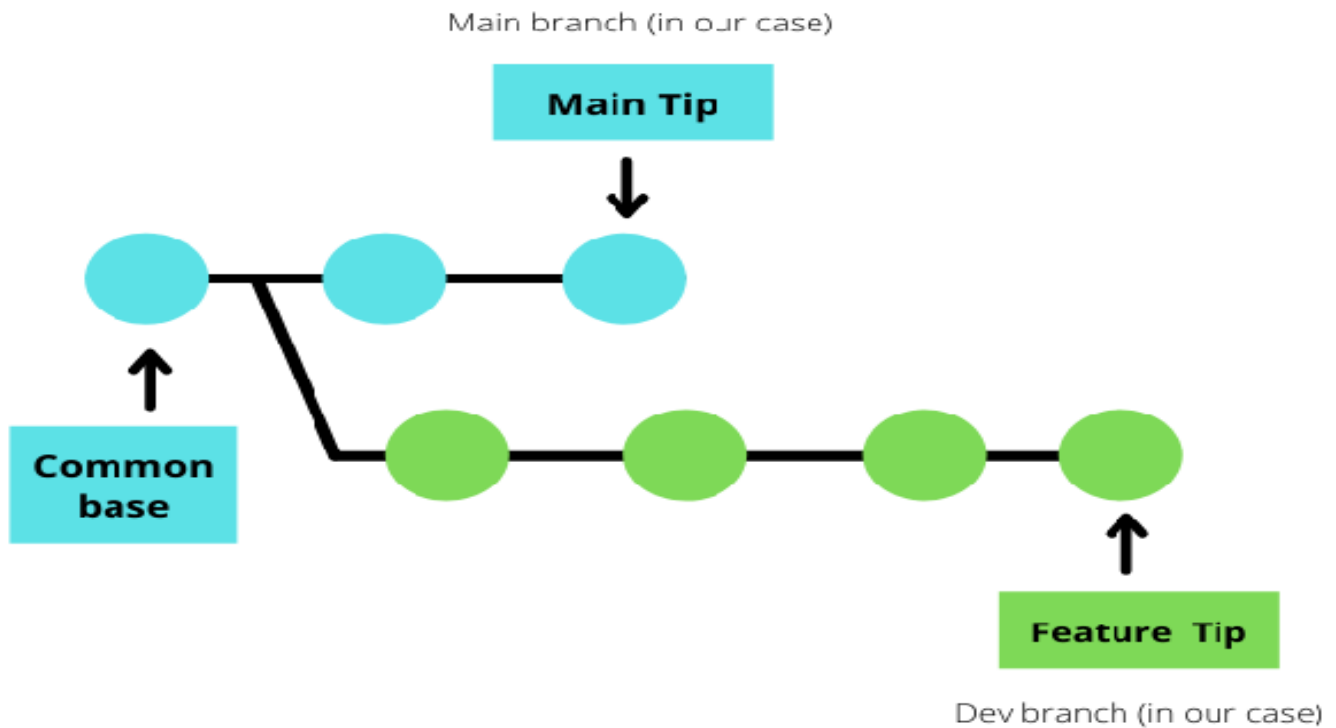 Main branch (in our case)
Main Tip
Common
base
Feature Tip
Dev branch (in our case)